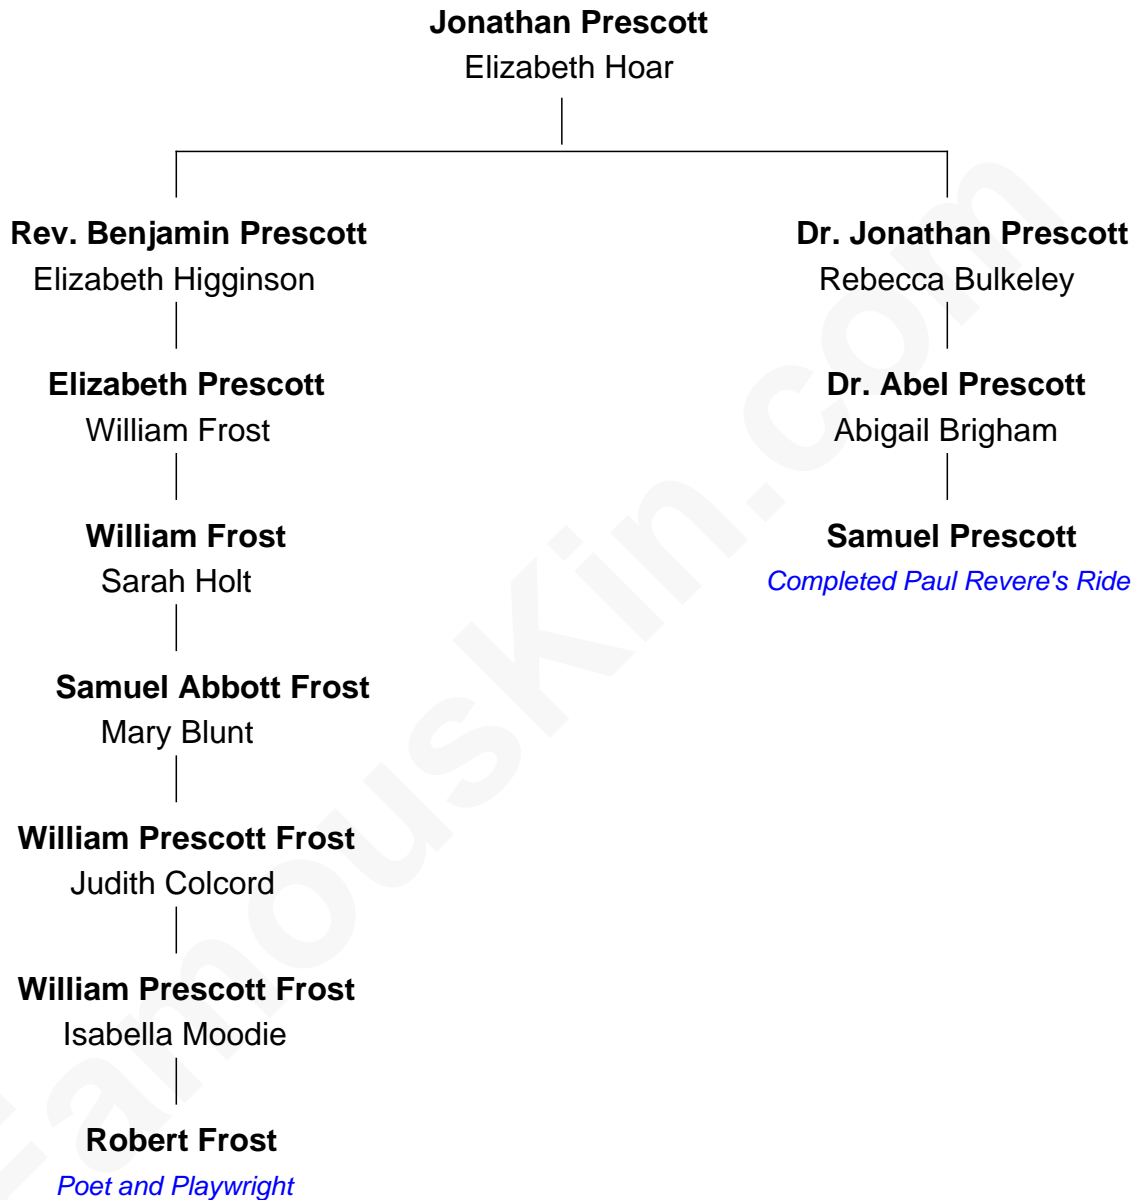 Jonathan Prescott
Elizabeth Hoar
Rev. Benjamin Prescott
Elizabeth Higginson
Dr. Jonathan Prescott
Rebecca Bulkeley
Elizabeth Prescott
William Frost
Dr. Abel Prescott
Abigail Brigham
William Frost
Sarah Holt
Samuel Prescott
Completed Paul Revere's Ride
Samuel Abbott Frost
Mary Blunt
William Prescott Frost
Judith Colcord
William Prescott Frost
Isabella Moodie
Robert Frost
Poet and Playwright
FamousKin.com